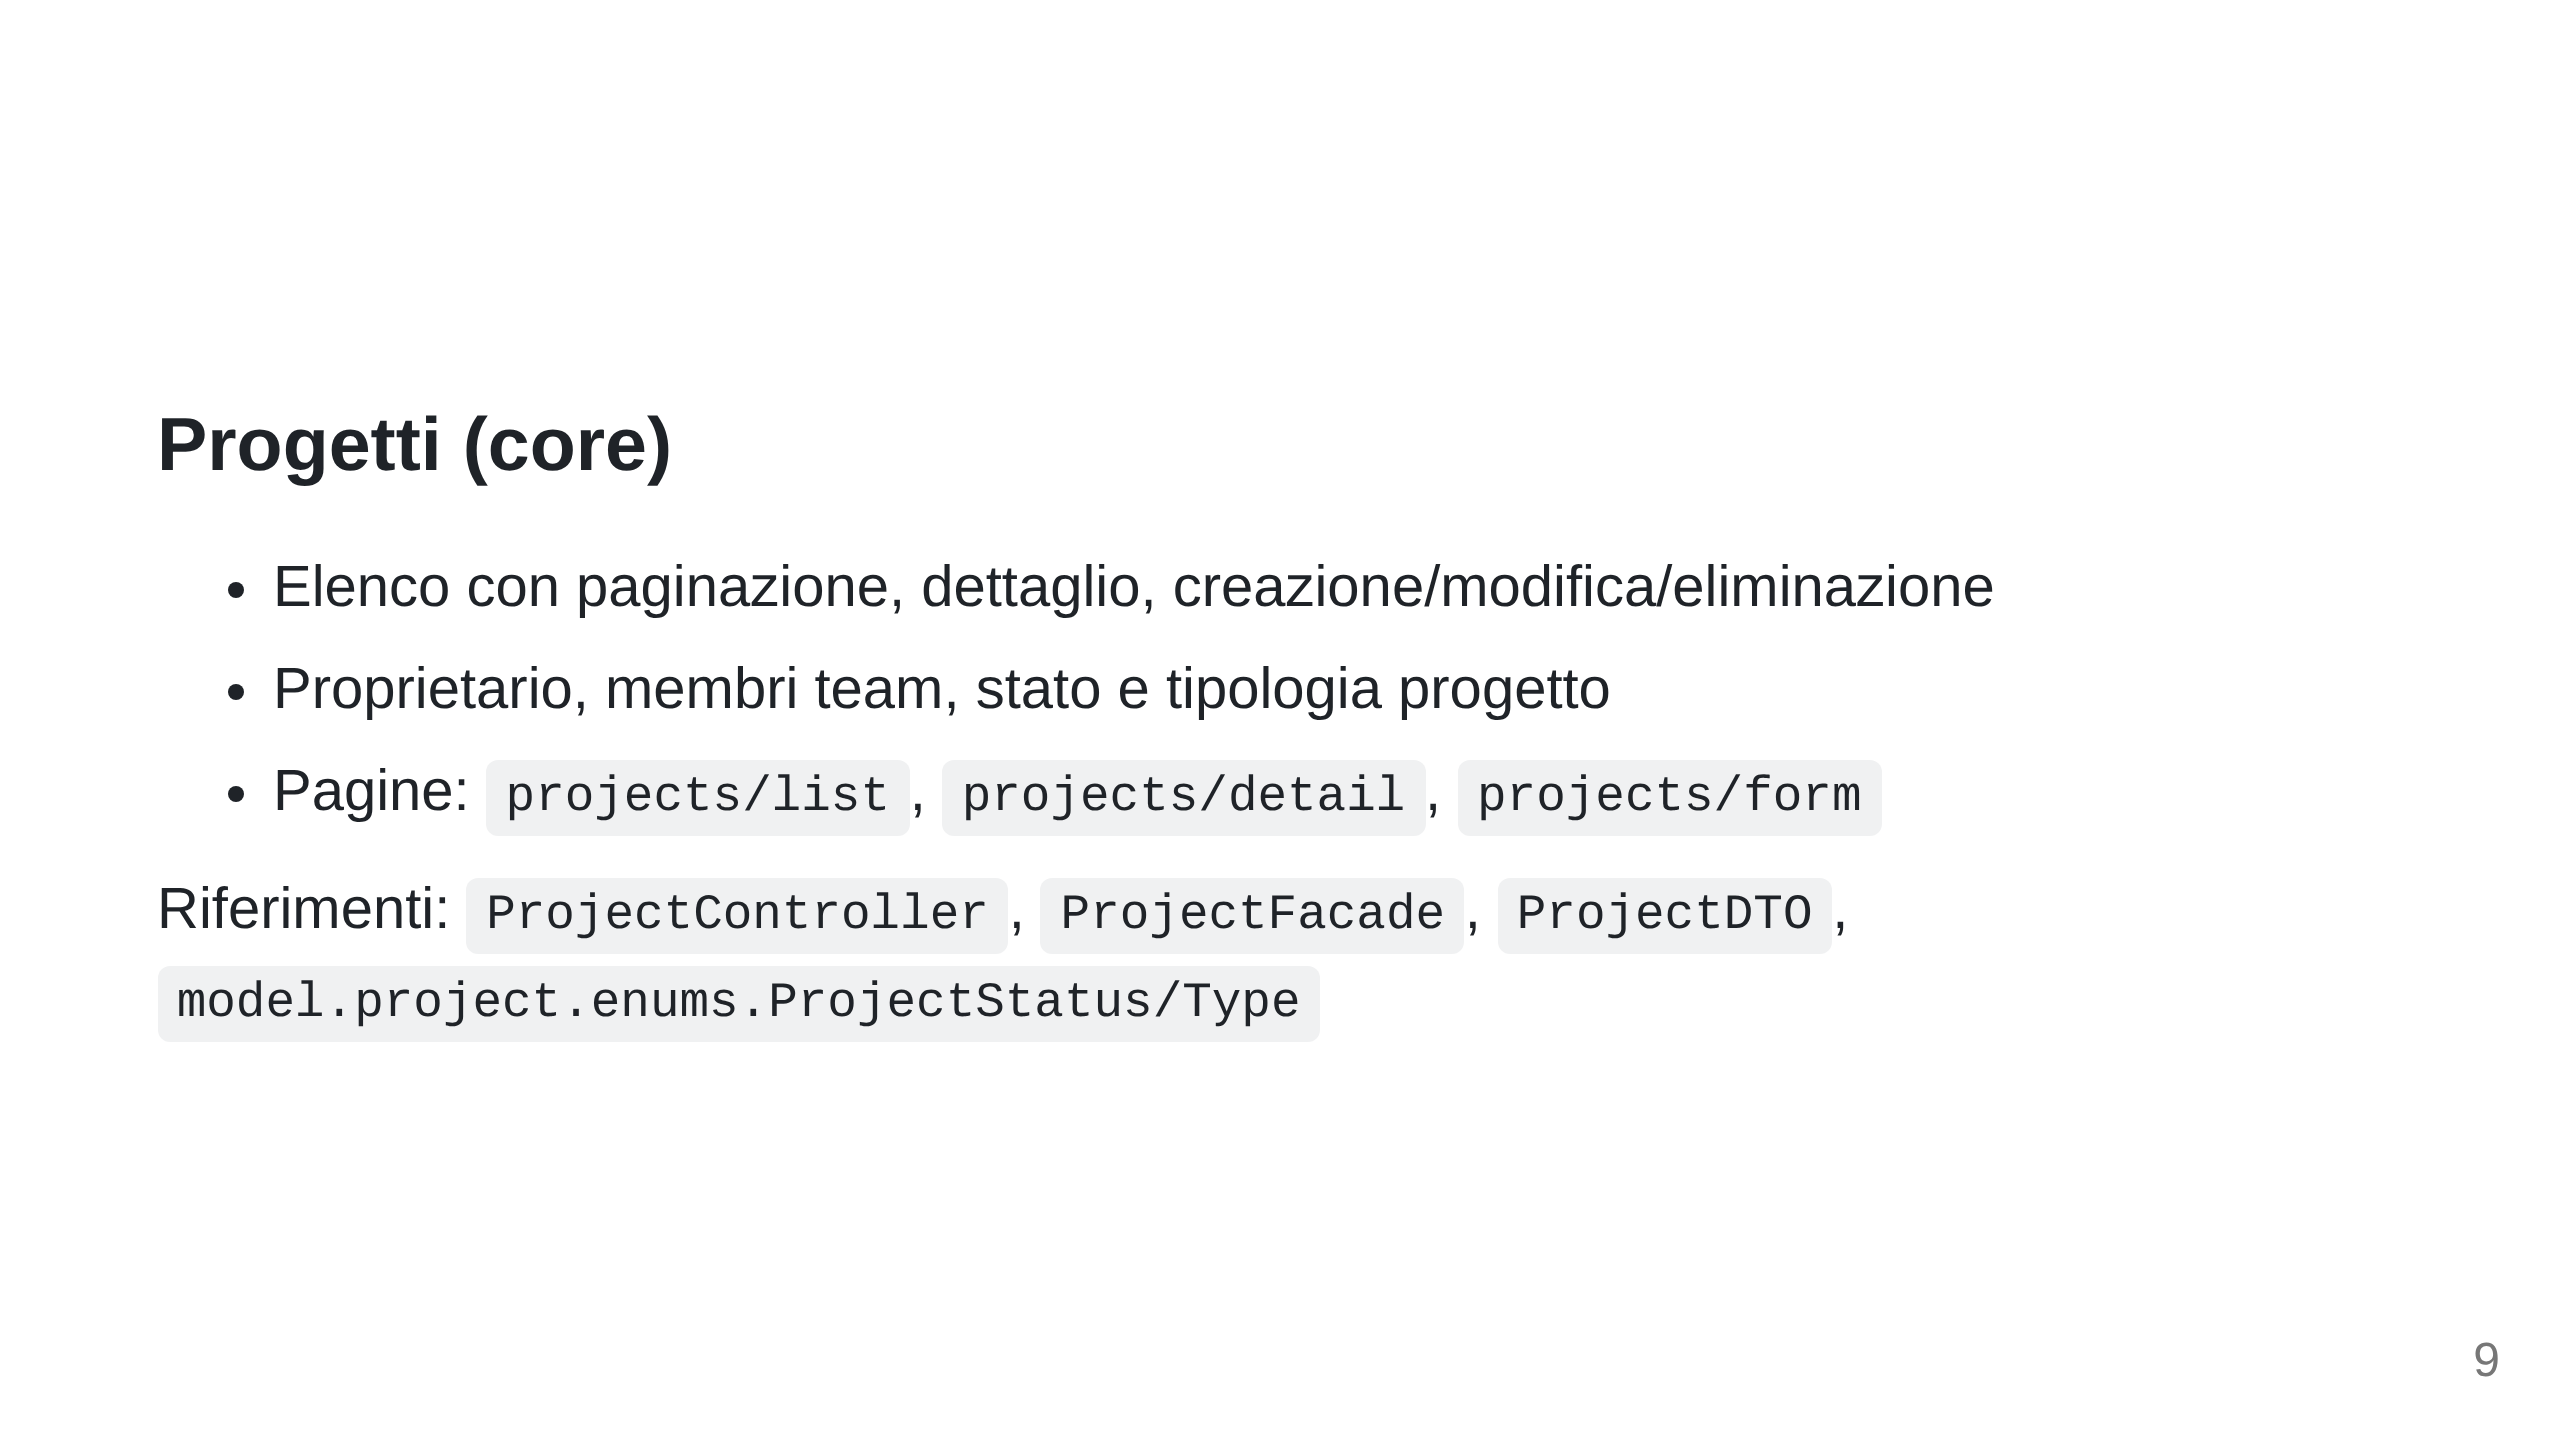 Progetti (core)
Elenco con paginazione, dettaglio, creazione/modifica/eliminazione
Proprietario, membri team, stato e tipologia progetto
Pagine: projects/list, projects/detail, projects/form
Riferimenti: ProjectController, ProjectFacade, ProjectDTO,
model.project.enums.ProjectStatus/Type
9